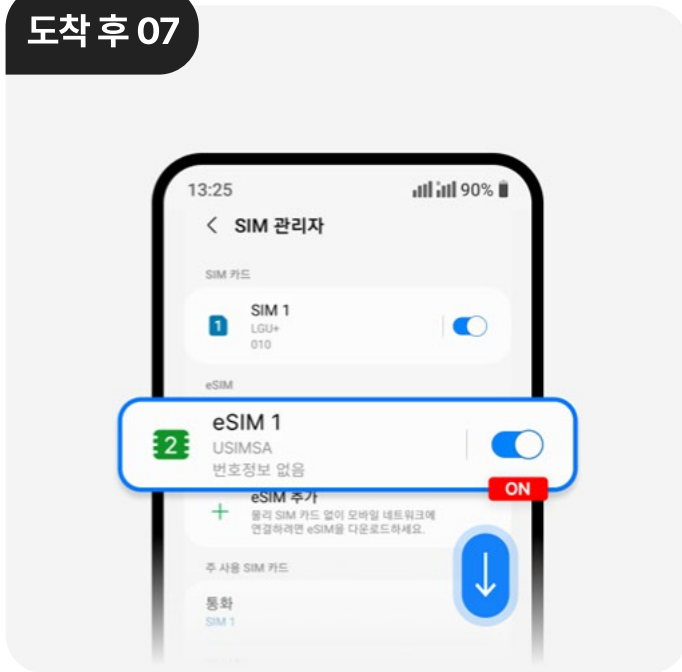 도착 후 07
13:25 90%
SIM 관리자
SIM 카드
1 SIM 1
LGU+
010
eSIM
2 eSIM 1
USIMSA
번호정보 없음
ON
eSIM 추가
물리 SIM 카드 없이 모바일 네트워크에
연결하려면 eSIM을 다운로드하세요.
주 사용 SIM 카드
통화
SIM 1